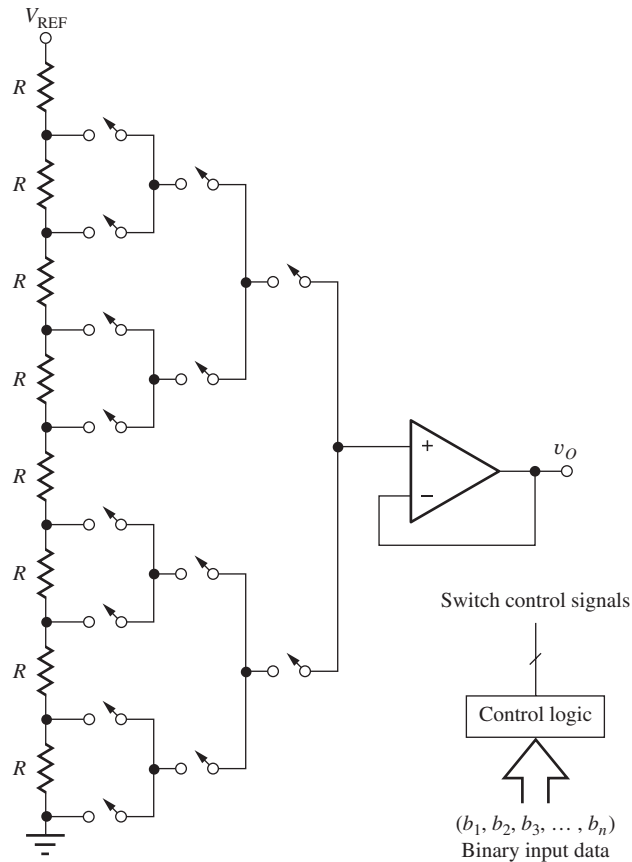 V_REF
R
R
R
R
R
R
R
R
+
−
v_O
Switch control signals
Control logic
(b_1, b_2, b_3, … , b_n)
Binary input data